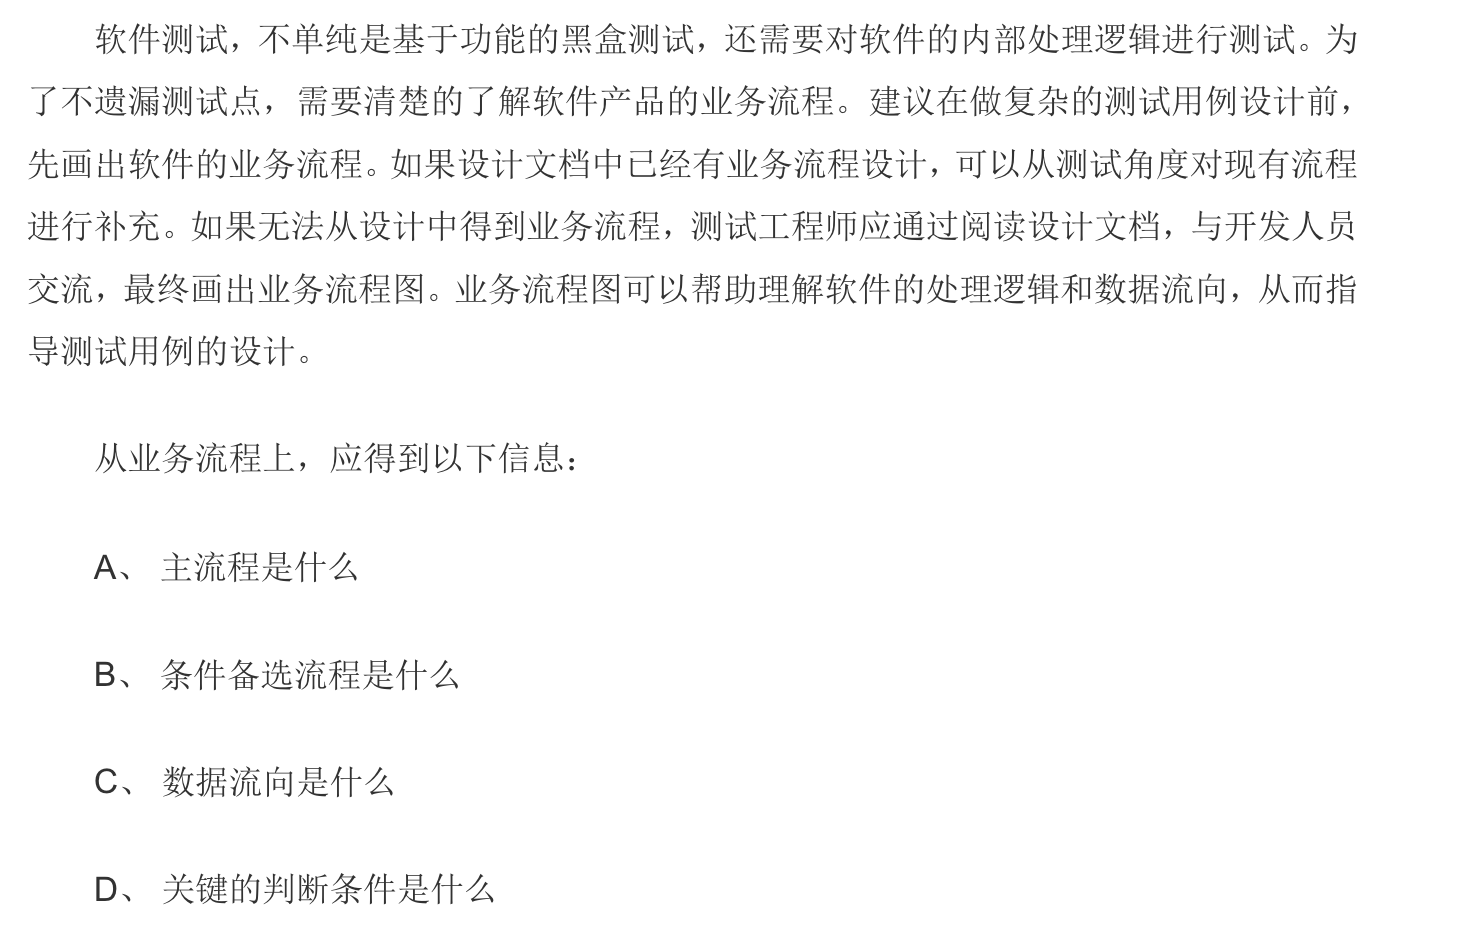 软件测试，不单纯是基于功能的黑盒测试，还需要对软件的内部处理逻辑进行测试。为
了不遗漏测试点，需要清楚的了解软件产品的业务流程。建议在做复杂的测试用例设计前，
先画出软件的业务流程。如果设计文档中已经有业务流程设计，可以从测试角度对现有流程
进行补充。如果无法从设计中得到业务流程，测试工程师应通过阅读设计文档，与开发人员
交流，最终画出业务流程图。业务流程图可以帮助理解软件的处理逻辑和数据流向，从而指
导测试用例的设计。
从业务流程上，应得到以下信息：
A、 主流程是什么
B、 条件备选流程是什么
C、 数据流向是什么
D、 关键的判断条件是什么